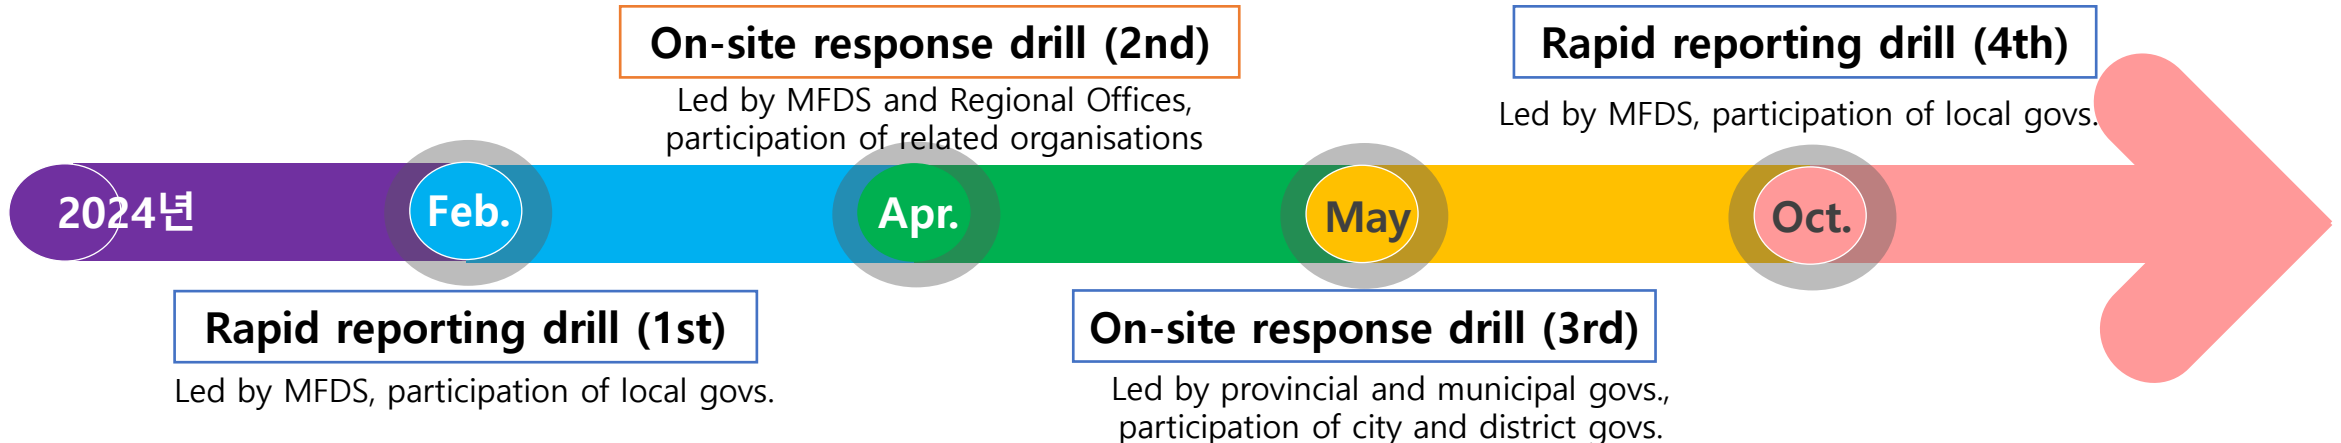 On-site response drill (2nd)
Led by MFDS and Regional Offices,
participation of related organisations
Rapid reporting drill (4th)
Led by MFDS, participation of local govs.
2024년
Feb.
Apr.
May
Oct.
Rapid reporting drill (1st)
Led by MFDS, participation of local govs.
On-site response drill (3rd)
Led by provincial and municipal govs.,
participation of city and district govs.